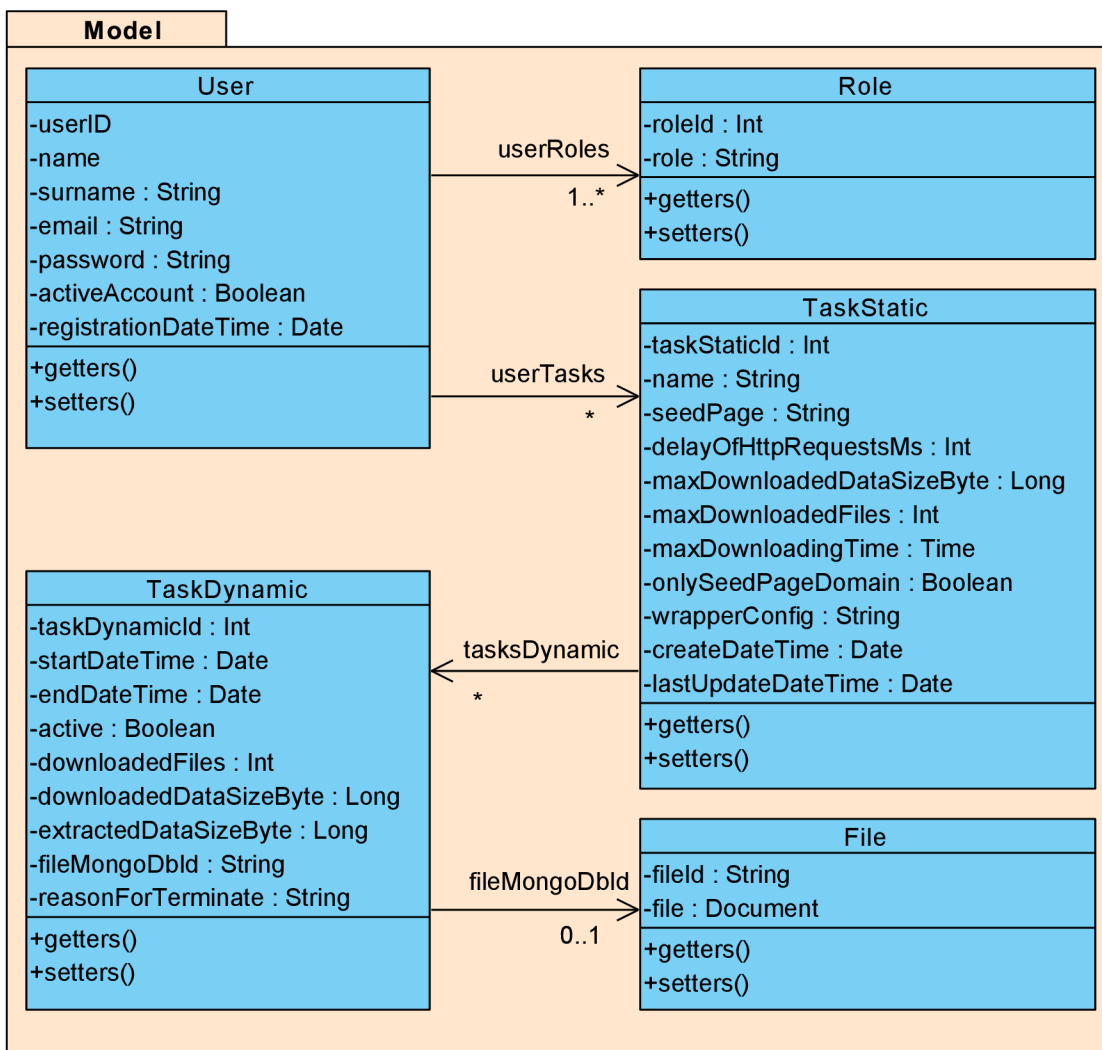 Model
User
-userID
-name
-surname : String
-email : String
-password : String
-activeAccount : Boolean
-registrationDateTime : Date
+getters()
+setters()
userRoles
1..*
Role
-roleId : Int
-role : String
+getters()
+setters()
userTasks
*
TaskStatic
-taskStaticId : Int
-name : String
-seedPage : String
-delayOfHttpRequestsMs : Int
-maxDownloadedDataSizeByte : Long
-maxDownloadedFiles : Int
-maxDownloadingTime : Time
-onlySeedPageDomain : Boolean
-wrapperConfig : String
-createDateTime : Date
-lastUpdateDateTime : Date
+getters()
+setters()
tasksDynamic
*
TaskDynamic
-taskDynamicId : Int
-startDateTime : Date
-endDateTime : Date
-active : Boolean
-downloadedFiles : Int
-downloadedDataSizeByte : Long
-extractedDataSizeByte : Long
-fileMongoDbId : String
-reasonForTerminate : String
+getters()
+setters()
fileMongoDbId
0..1
File
-fileId : String
-file : Document
+getters()
+setters()